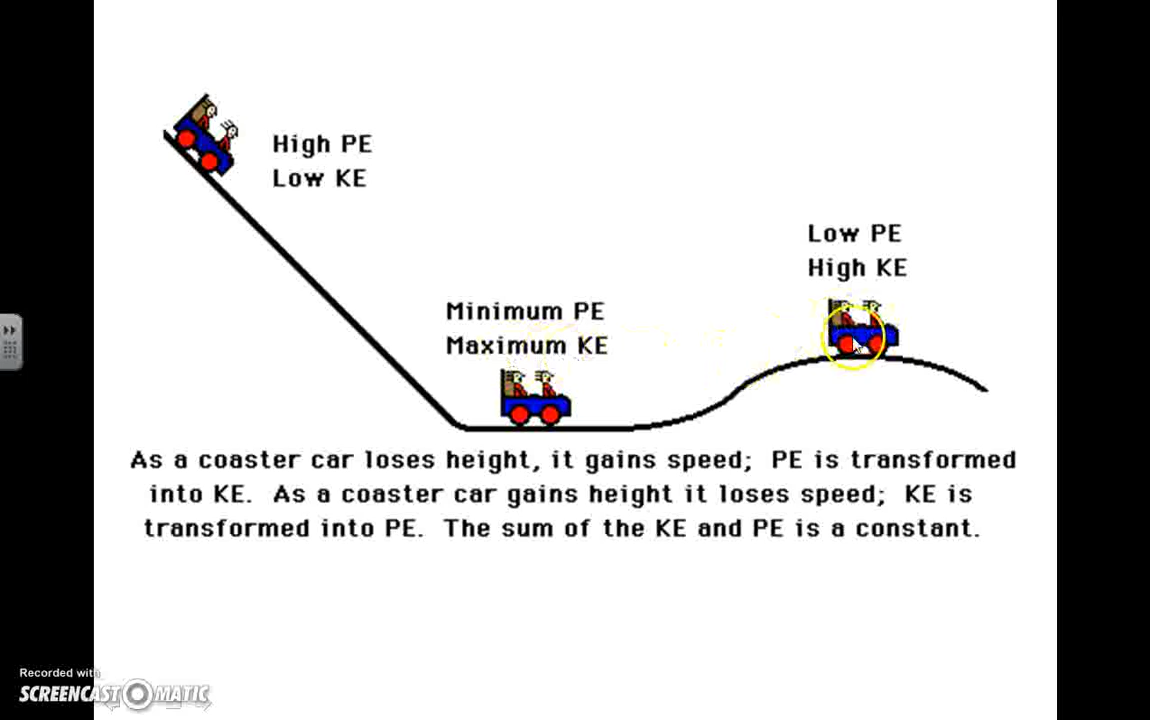 High PE
Low KE
Low PE
High KE
Minimum PE
Maximum KE
As a coaster car loses height, it gains speed; PE is transformed
into KE. As a coaster car gains height it loses speed; KE is
transformed into PE. The sum of the KE and PE is a constant.
Recorded with
SCREENCAST-O-MATIC